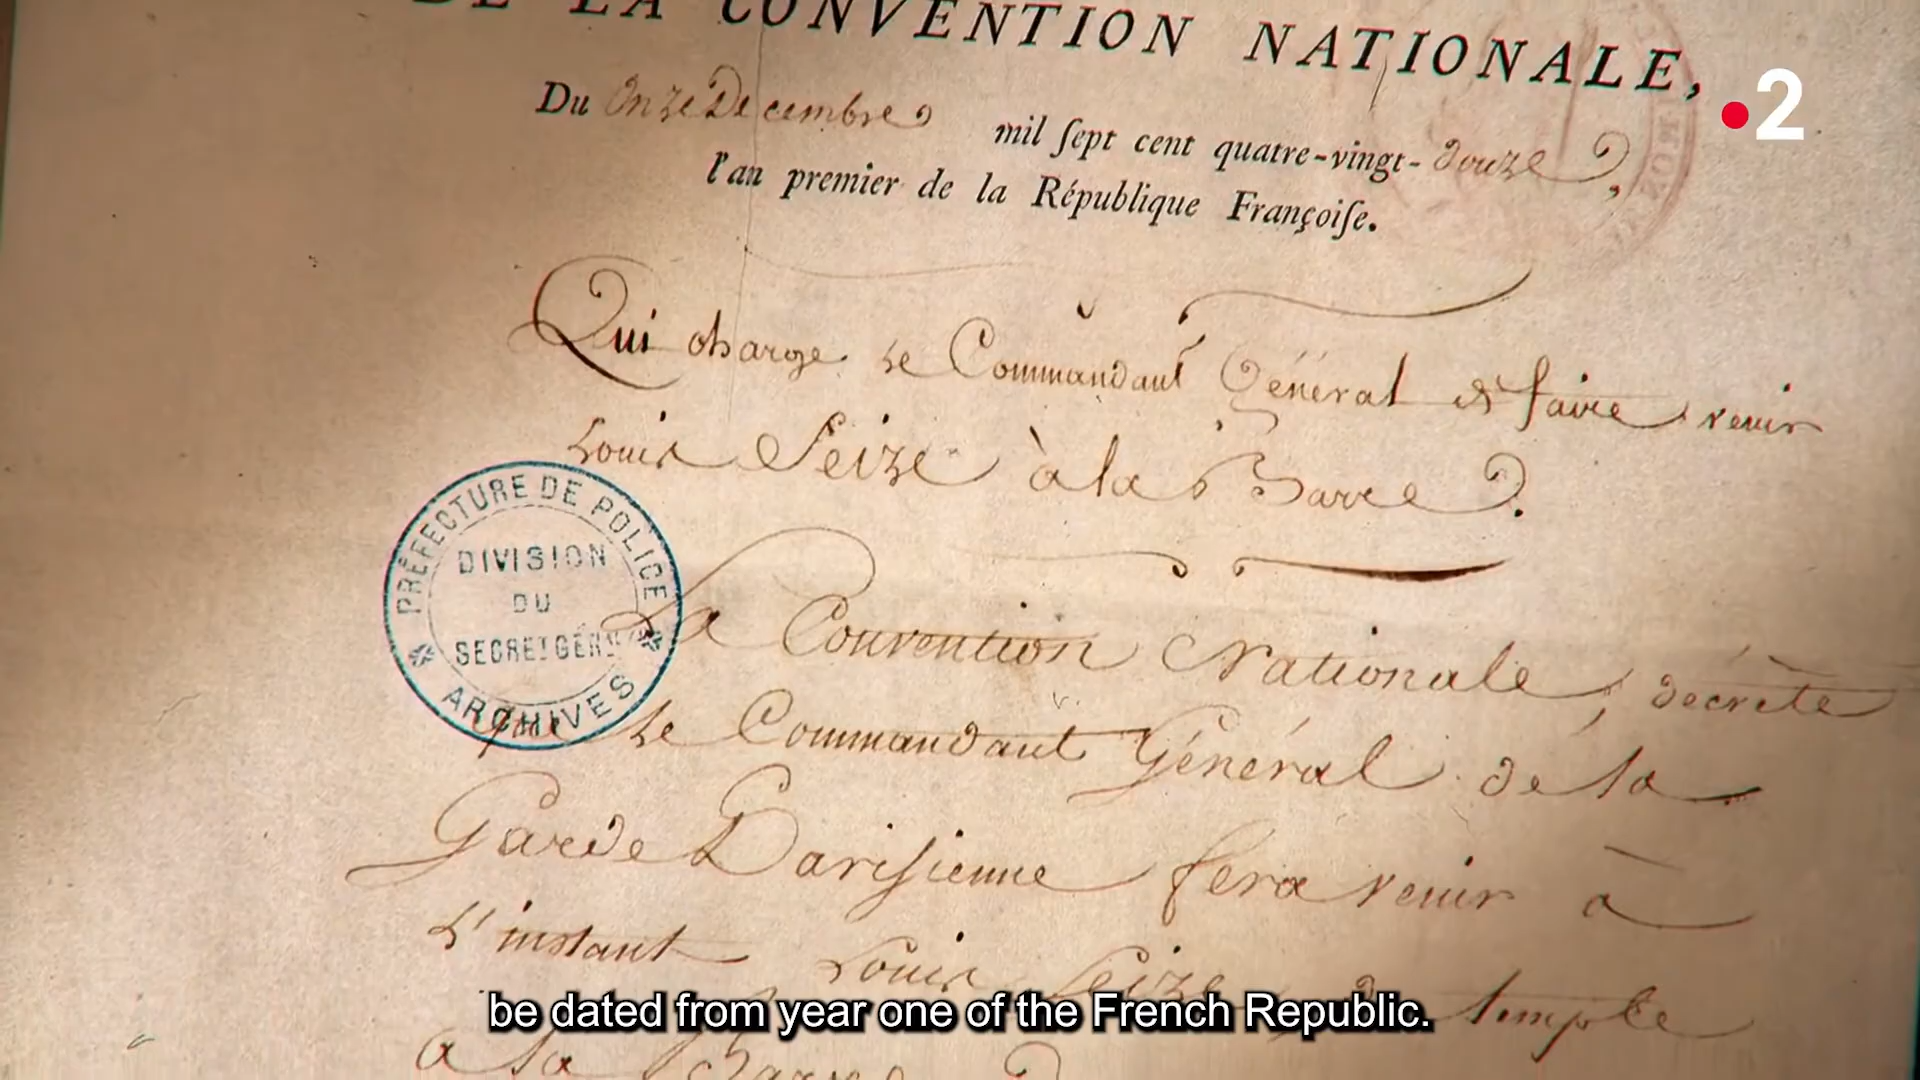 DE LA CONVENTION NATIONALE,
2
Du Onze Decembre mil ſept cent quatre-vingt-douze,
l'an premier de la République Françoiſe.
Qui charge le Commandant Général de faire venir
Louis Seize à la Barre.
PRÉFECTURE DE POLICE
DIVISION
DU
SECRET GÉN
ARCHIVES
La Convention Nationale, décrète
que le Commandant Général de la
Garde Pariſienne fera venir à
L'instant Louis Seize, du temple
à la Barre
be dated from year one of the French Republic.